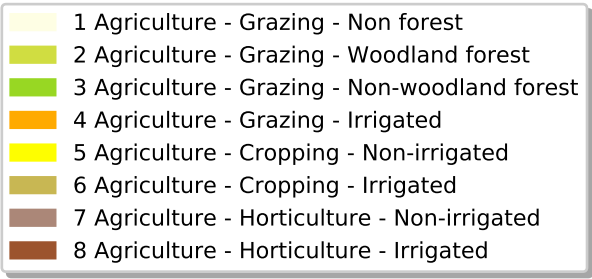 1 Agriculture - Grazing - Non forest
2 Agriculture - Grazing - Woodland forest
3 Agriculture - Grazing - Non-woodland forest
4 Agriculture - Grazing - Irrigated
5 Agriculture - Cropping - Non-irrigated
6 Agriculture - Cropping - Irrigated
7 Agriculture - Horticulture - Non-irrigated
8 Agriculture - Horticulture - Irrigated